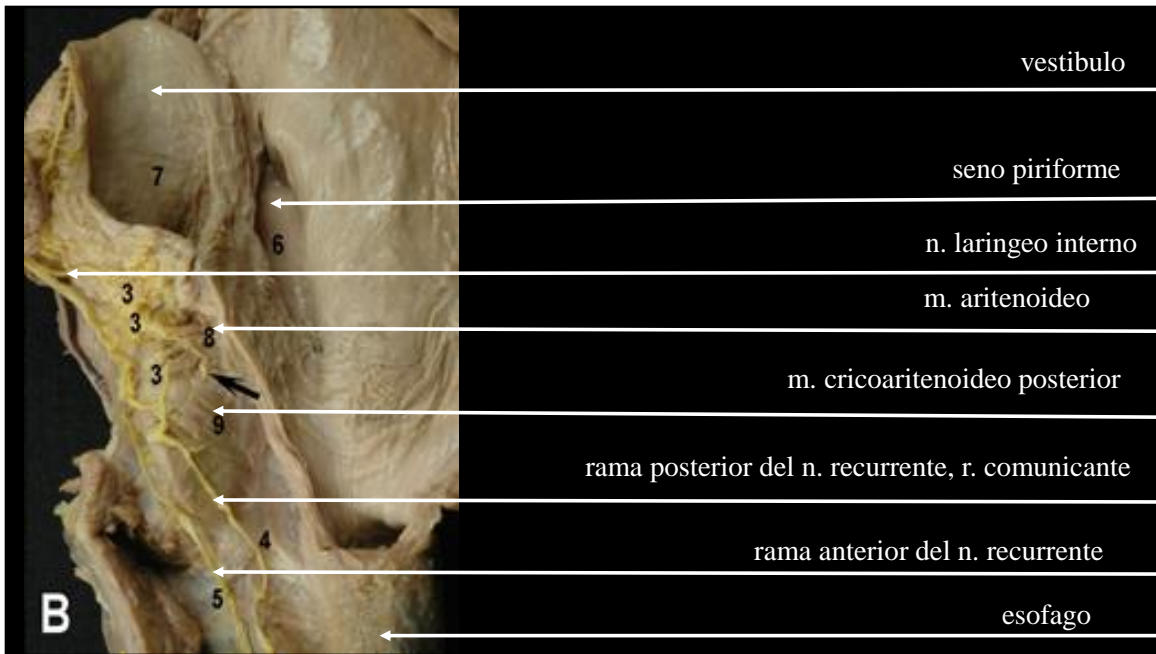 vestibulo
7
seno piriforme
6
n. laringeo interno
3
m. aritenoideo
3
8
3
m. cricoaritenoideo posterior
9
rama posterior del n. recurrente, r. comunicante
4
rama anterior del n. recurrente
5
B
esofago